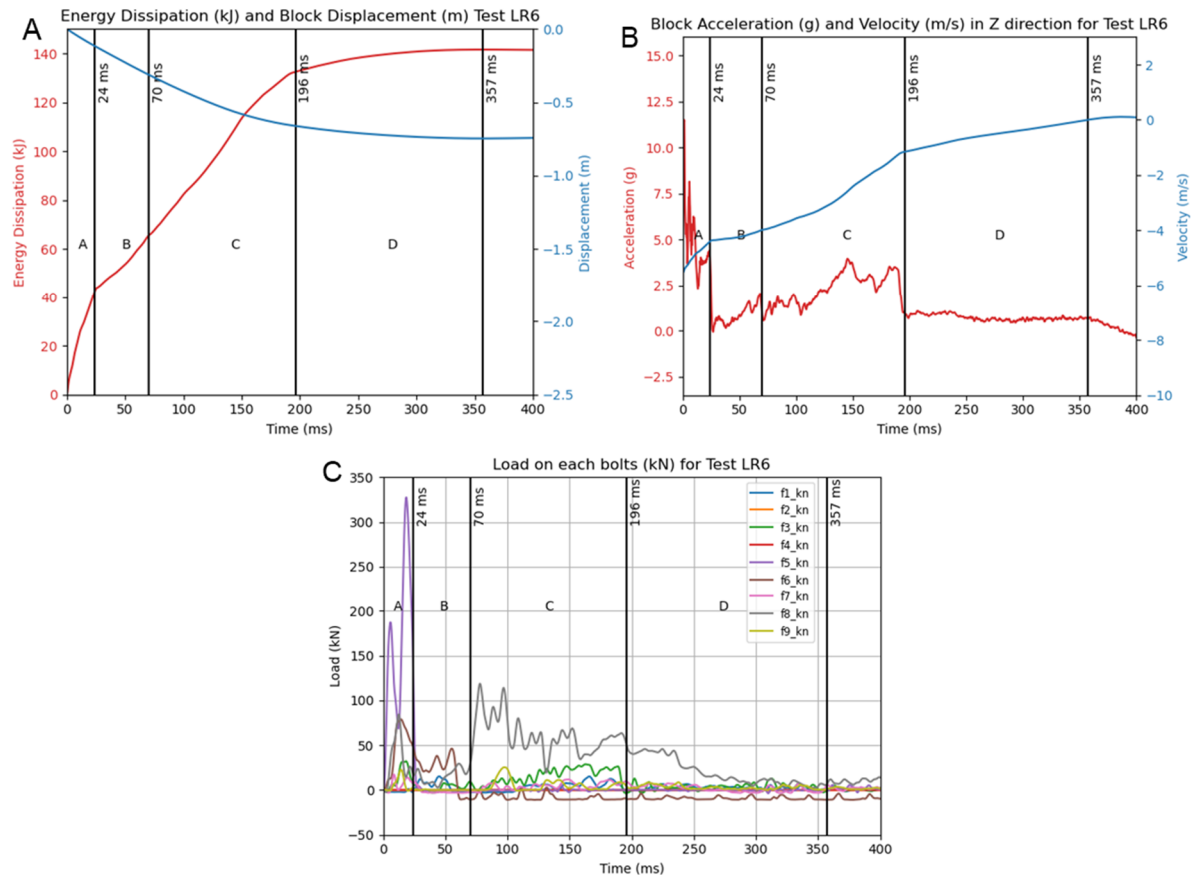 A
Energy Dissipation (kJ) and Block Displacement (m) Test LR6
Energy Dissipation (kJ)
140
120
100
80
60
40
20
0
24 ms
70 ms
196 ms
357 ms
A
B
C
D
0.0
−0.5
−1.0
−1.5
−2.0
−2.5
Displacement (m)
0 50 100 150 200 250 300 350 400
Time (ms)
B
Block Acceleration (g) and Velocity (m/s) in Z direction for Test LR6
Acceleration (g)
15.0
12.5
10.0
7.5
5.0
2.5
0.0
−2.5
24 ms
70 ms
196 ms
357 ms
A
B
C
D
2
0
−2
−4
−6
−8
−10
Velocity (m/s)
0 50 100 150 200 250 300 350 400
Time (ms)
C
Load on each bolts (kN) for Test LR6
Load (kN)
350
300
250
200
150
100
50
0
−50
24 ms
70 ms
196 ms
357 ms
A
B
C
D
f1_kn
f2_kn
f3_kn
f4_kn
f5_kn
f6_kn
f7_kn
f8_kn
f9_kn
0 50 100 150 200 250 300 350 400
Time (ms)